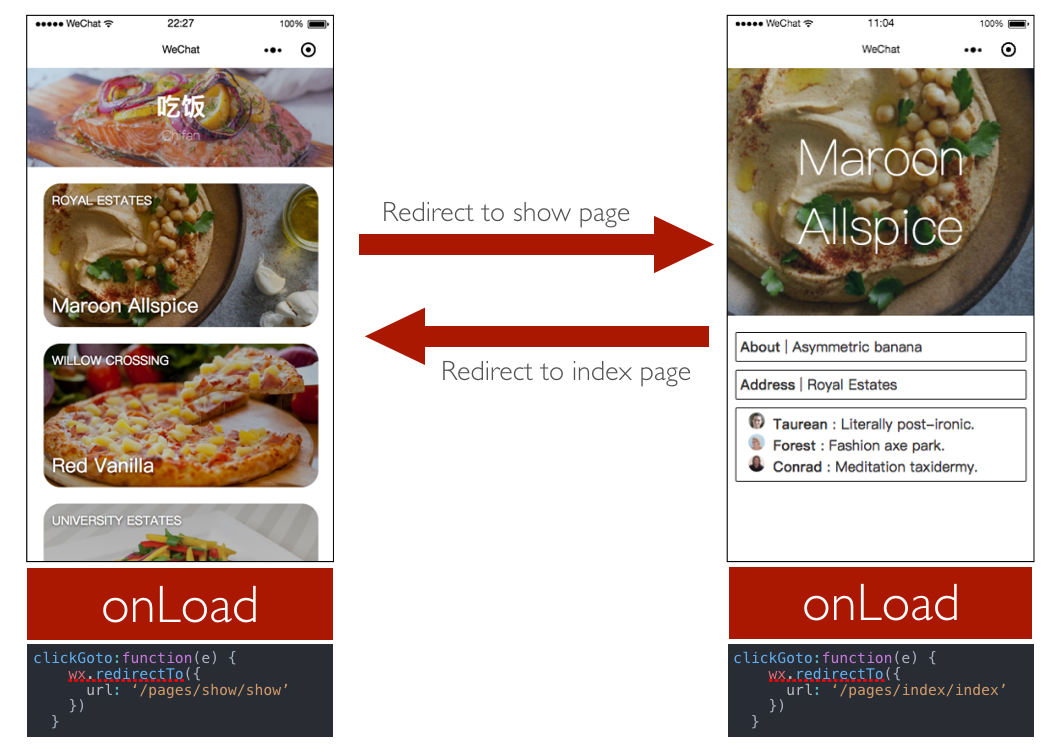 WeChat 22:27 100%
WeChat
吃饭
Chifan
ROYAL ESTATES
Maroon Allspice
WILLOW CROSSING
Red Vanilla
UNIVERSITY ESTATES
onLoad
clickGoto:function(e) {
wx.redirectTo({
url: ‘/pages/show/show’
})
}
Redirect to show page
Redirect to index page
WeChat 11:04 100%
WeChat
Maroon
Allspice
About | Asymmetric banana
Address | Royal Estates
Taurean : Literally post-ironic.
Forest : Fashion axe park.
Conrad : Meditation taxidermy.
onLoad
clickGoto:function(e) {
wx.redirectTo({
url: ‘/pages/index/index’
})
}